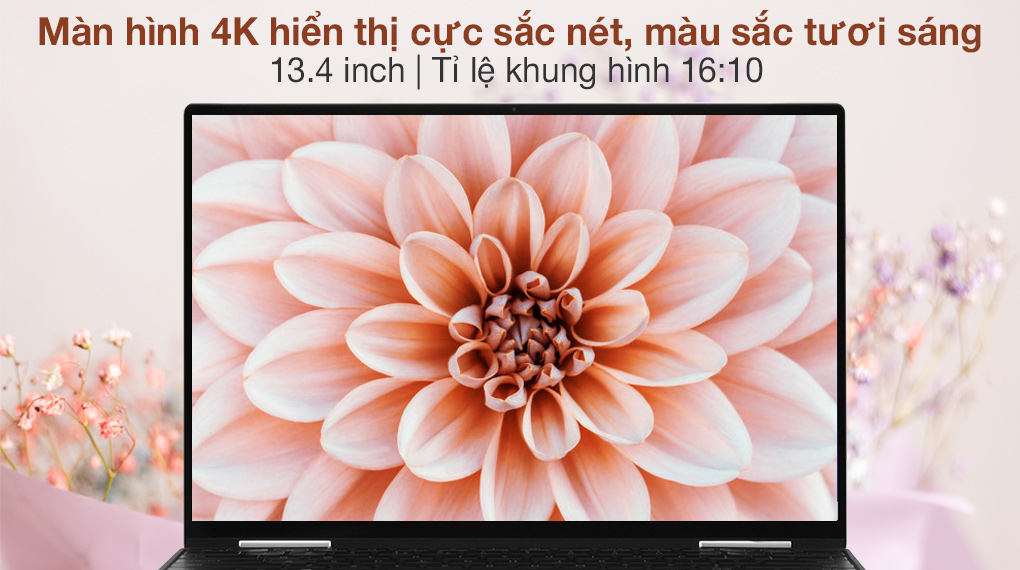 Màn hình 4K hiển thị cực sắc nét, màu sắc tươi sáng
13.4 inch | Tỉ lệ khung hình 16:10